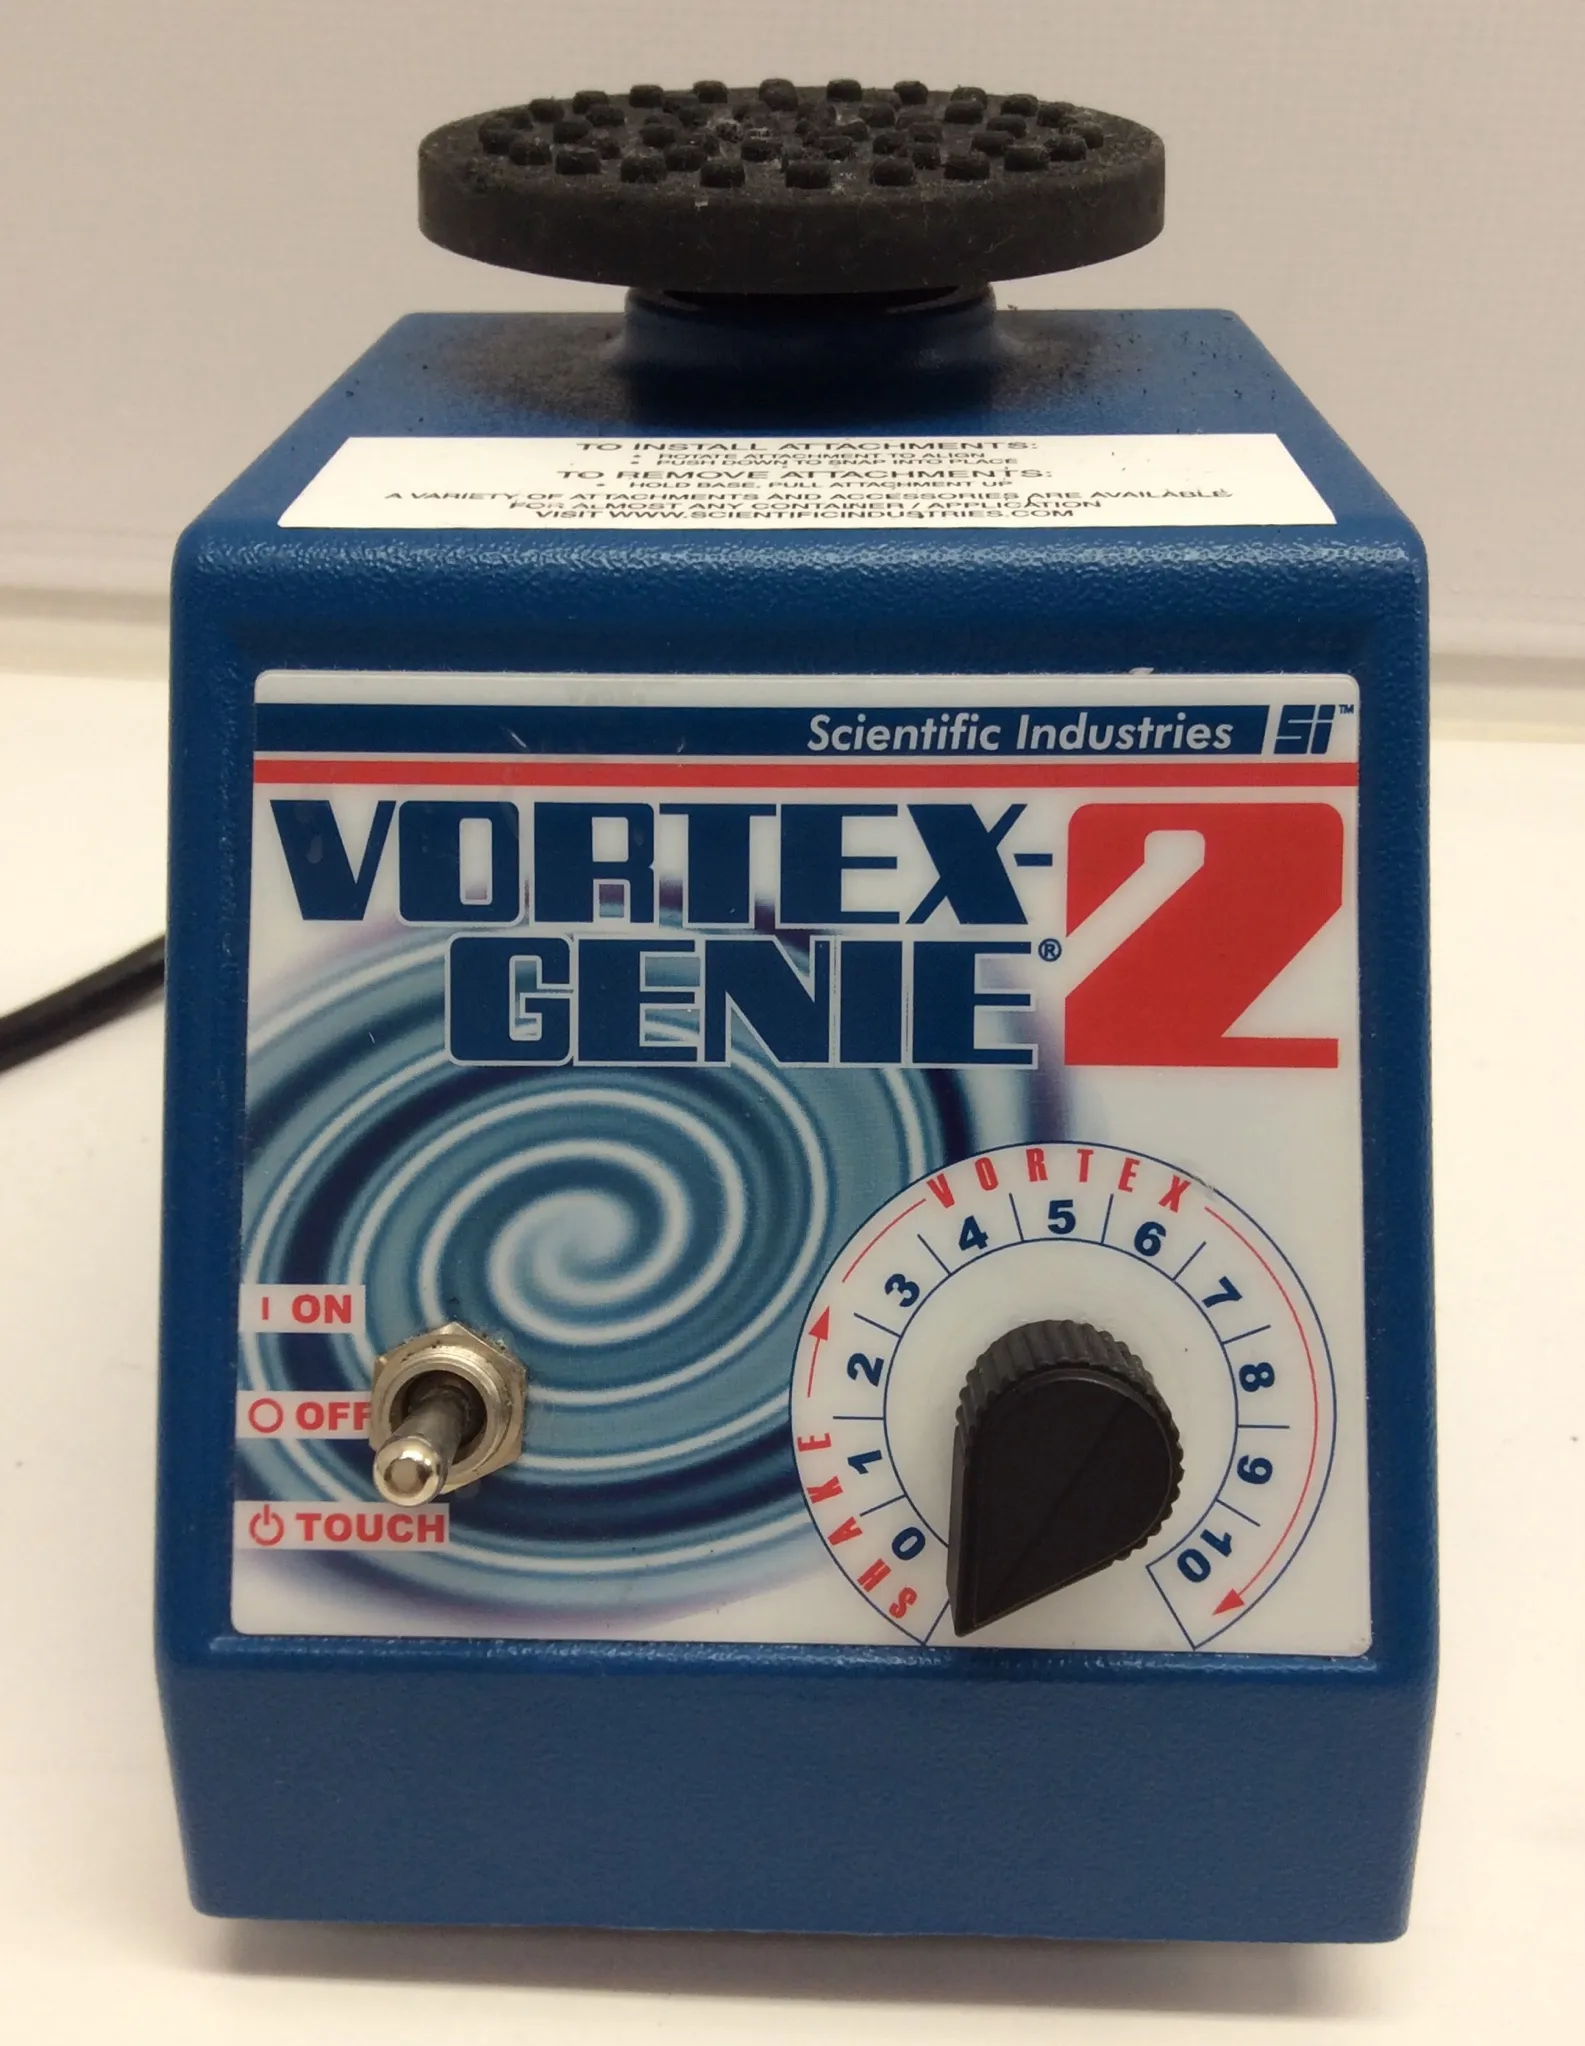 TO INSTALL ATTACHMENTS:
• ROTATE ATTACHMENT TO ALIGN
• PUSH DOWN TO SNAP INTO PLACE
TO REMOVE ATTACHMENTS:
• HOLD BASE, PULL ATTACHMENT UP
A VARIETY OF ATTACHMENTS AND ACCESSORIES ARE AVAILABLE
FOR ALMOST ANY CONTAINER / APPLICATION
VISIT WWW.SCIENTIFICINDUSTRIES.COM
Scientific Industries Si™
VORTEX-
GENIE® 2
I ON
O OFF
⏻ TOUCH
SHAKE
VORTEX
0 1 2 3 4 5 6 7 8 9 10